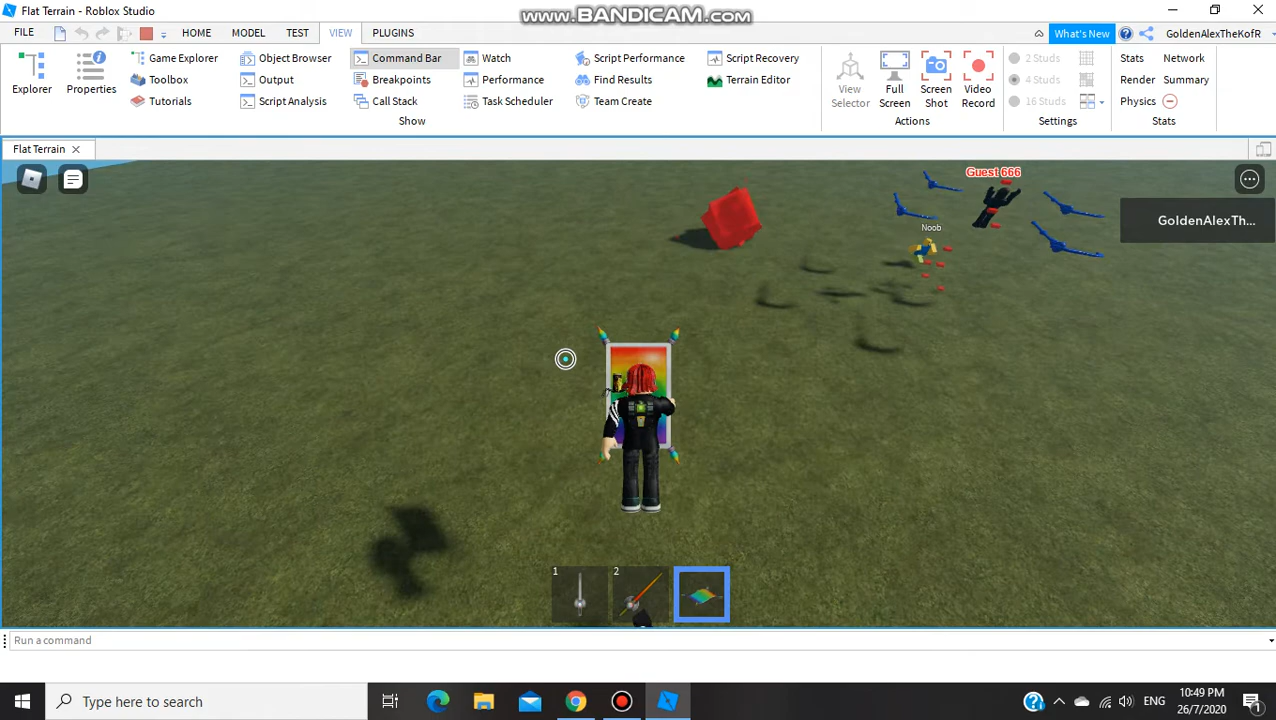 Flat Terrain - Roblox Studio
www.BANDICAM.com
FILE HOME MODEL TEST VIEW PLUGINS What's New GoldenAlexTheKofR
Game Explorer Object Browser Command Bar Watch Script Performance Script Recovery 2 Studs Stats Network
Toolbox Output Breakpoints Performance Find Results Terrain Editor 4 Studs Render Summary
Explorer Properties View Selector Full Screen Screen Shot Video Record
Tutorials Script Analysis Call Stack Task Scheduler Team Create 16 Studs Physics
Show Actions Settings Stats
Flat Terrain
Guest 666
GoldenAlexTh...
Noob
1 2
Run a command
Type here to search
ENG
10:49 PM
26/7/2020
1